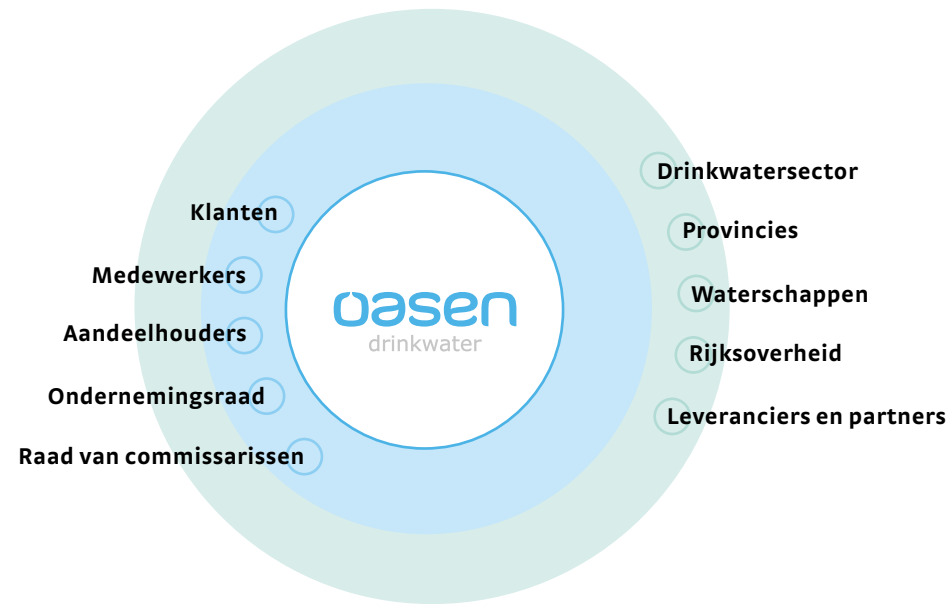 Klanten
Medewerkers
Aandeelhouders
Ondernemingsraad
Raad van commissarissen
oasen
drinkwater
Drinkwatersector
Provincies
Waterschappen
Rijksoverheid
Leveranciers en partners